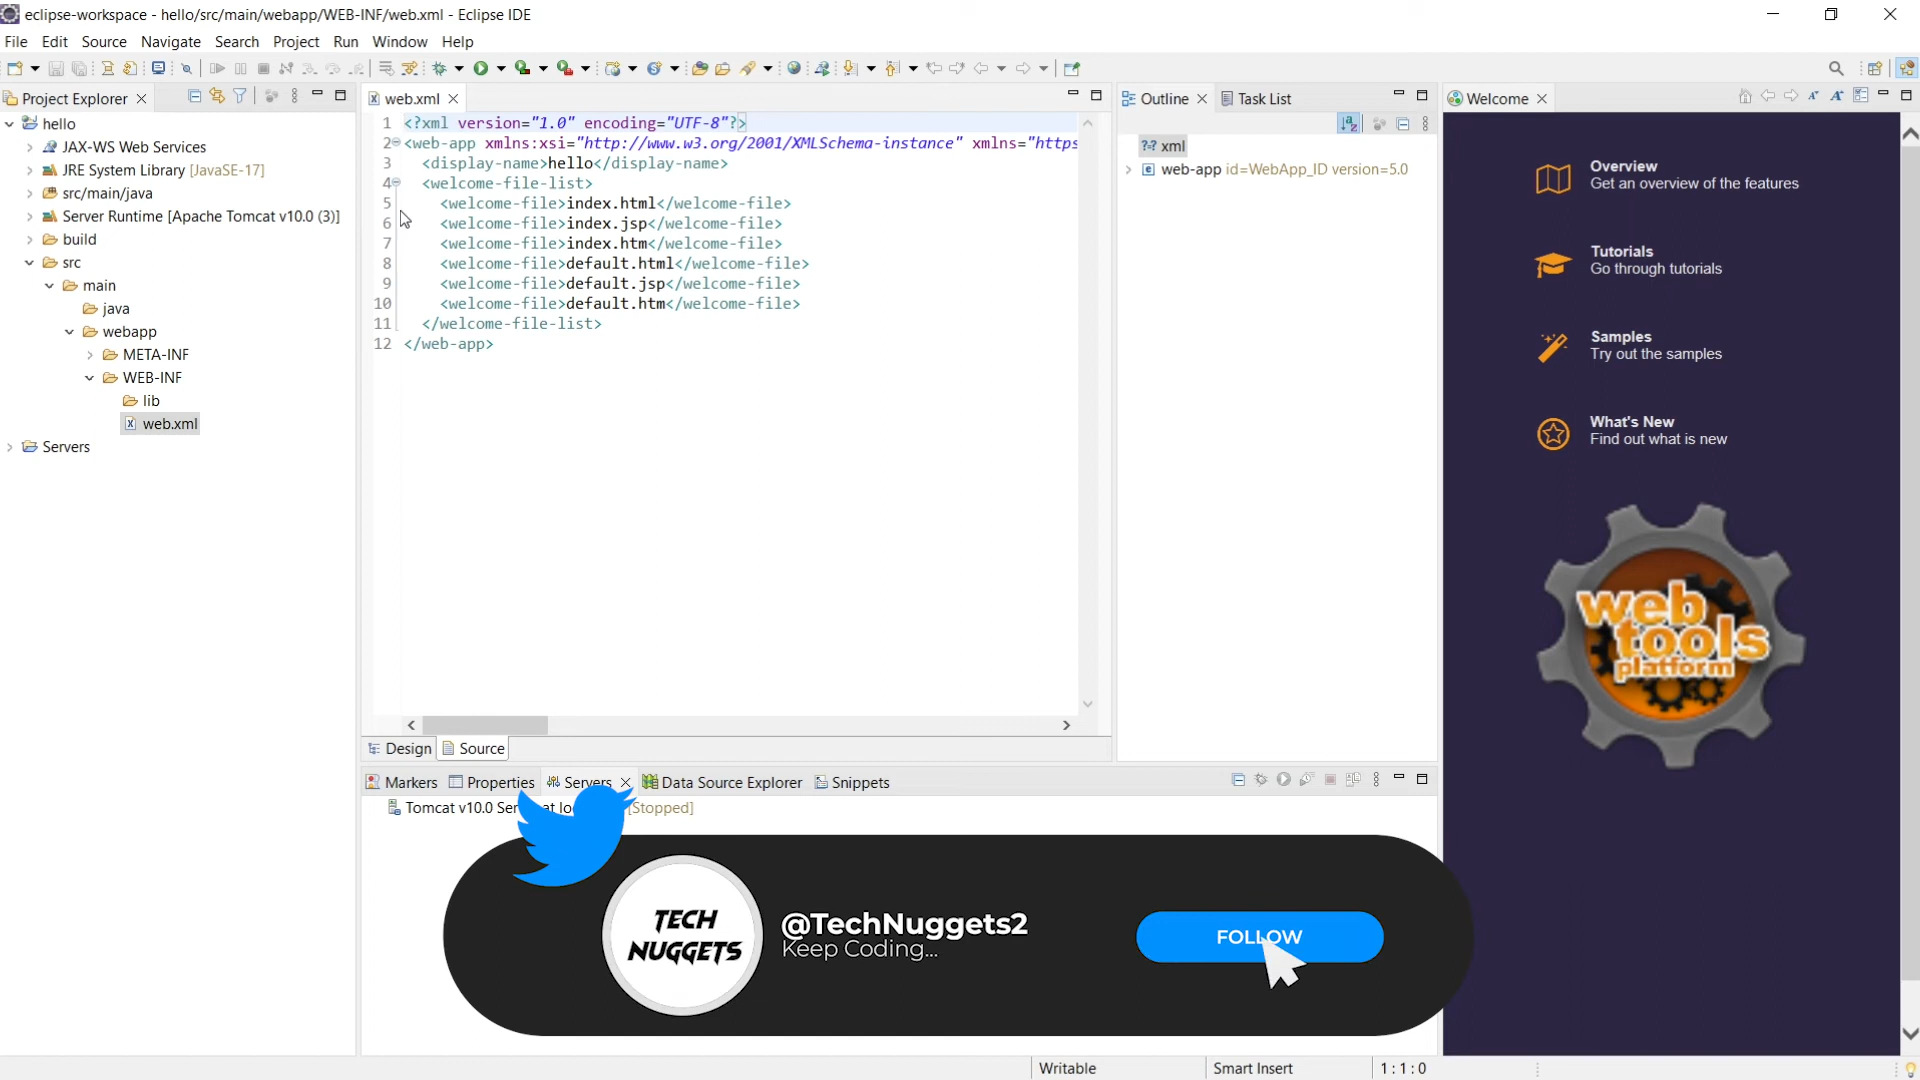 eclipse-workspace - hello/src/main/webapp/WEB-INF/web.xml - Eclipse IDE
File Edit Source Navigate Search Project Run Window Help
Project Explorer
hello
JAX-WS Web Services
JRE System Library [JavaSE-17]
src/main/java
Server Runtime [Apache Tomcat v10.0 (3)]
build
src
main
java
webapp
META-INF
WEB-INF
lib
web.xml
Servers
web.xml
1 <?xml version="1.0" encoding="UTF-8"?>
2 <web-app xmlns:xsi="http://www.w3.org/2001/XMLSchema-instance" xmlns="https
3 <display-name>hello</display-name>
4 <welcome-file-list>
5 <welcome-file>index.html</welcome-file>
6 <welcome-file>index.jsp</welcome-file>
7 <welcome-file>index.htm</welcome-file>
8 <welcome-file>default.html</welcome-file>
9 <welcome-file>default.jsp</welcome-file>
10 <welcome-file>default.htm</welcome-file>
11 </welcome-file-list>
12 </web-app>
Design Source
Outline Task List
xml
web-app id=WebApp_ID version=5.0
Welcome
Overview
Get an overview of the features
Tutorials
Go through tutorials
Samples
Try out the samples
What's New
Find out what is new
web
tools
platform
Markers Properties Servers Data Source Explorer Snippets
Tomcat v10.0 Ser at lo [Stopped]
TECH
NUGGETS
@TechNuggets2
Keep Coding...
FOLLOW
Writable Smart Insert 1:1:0